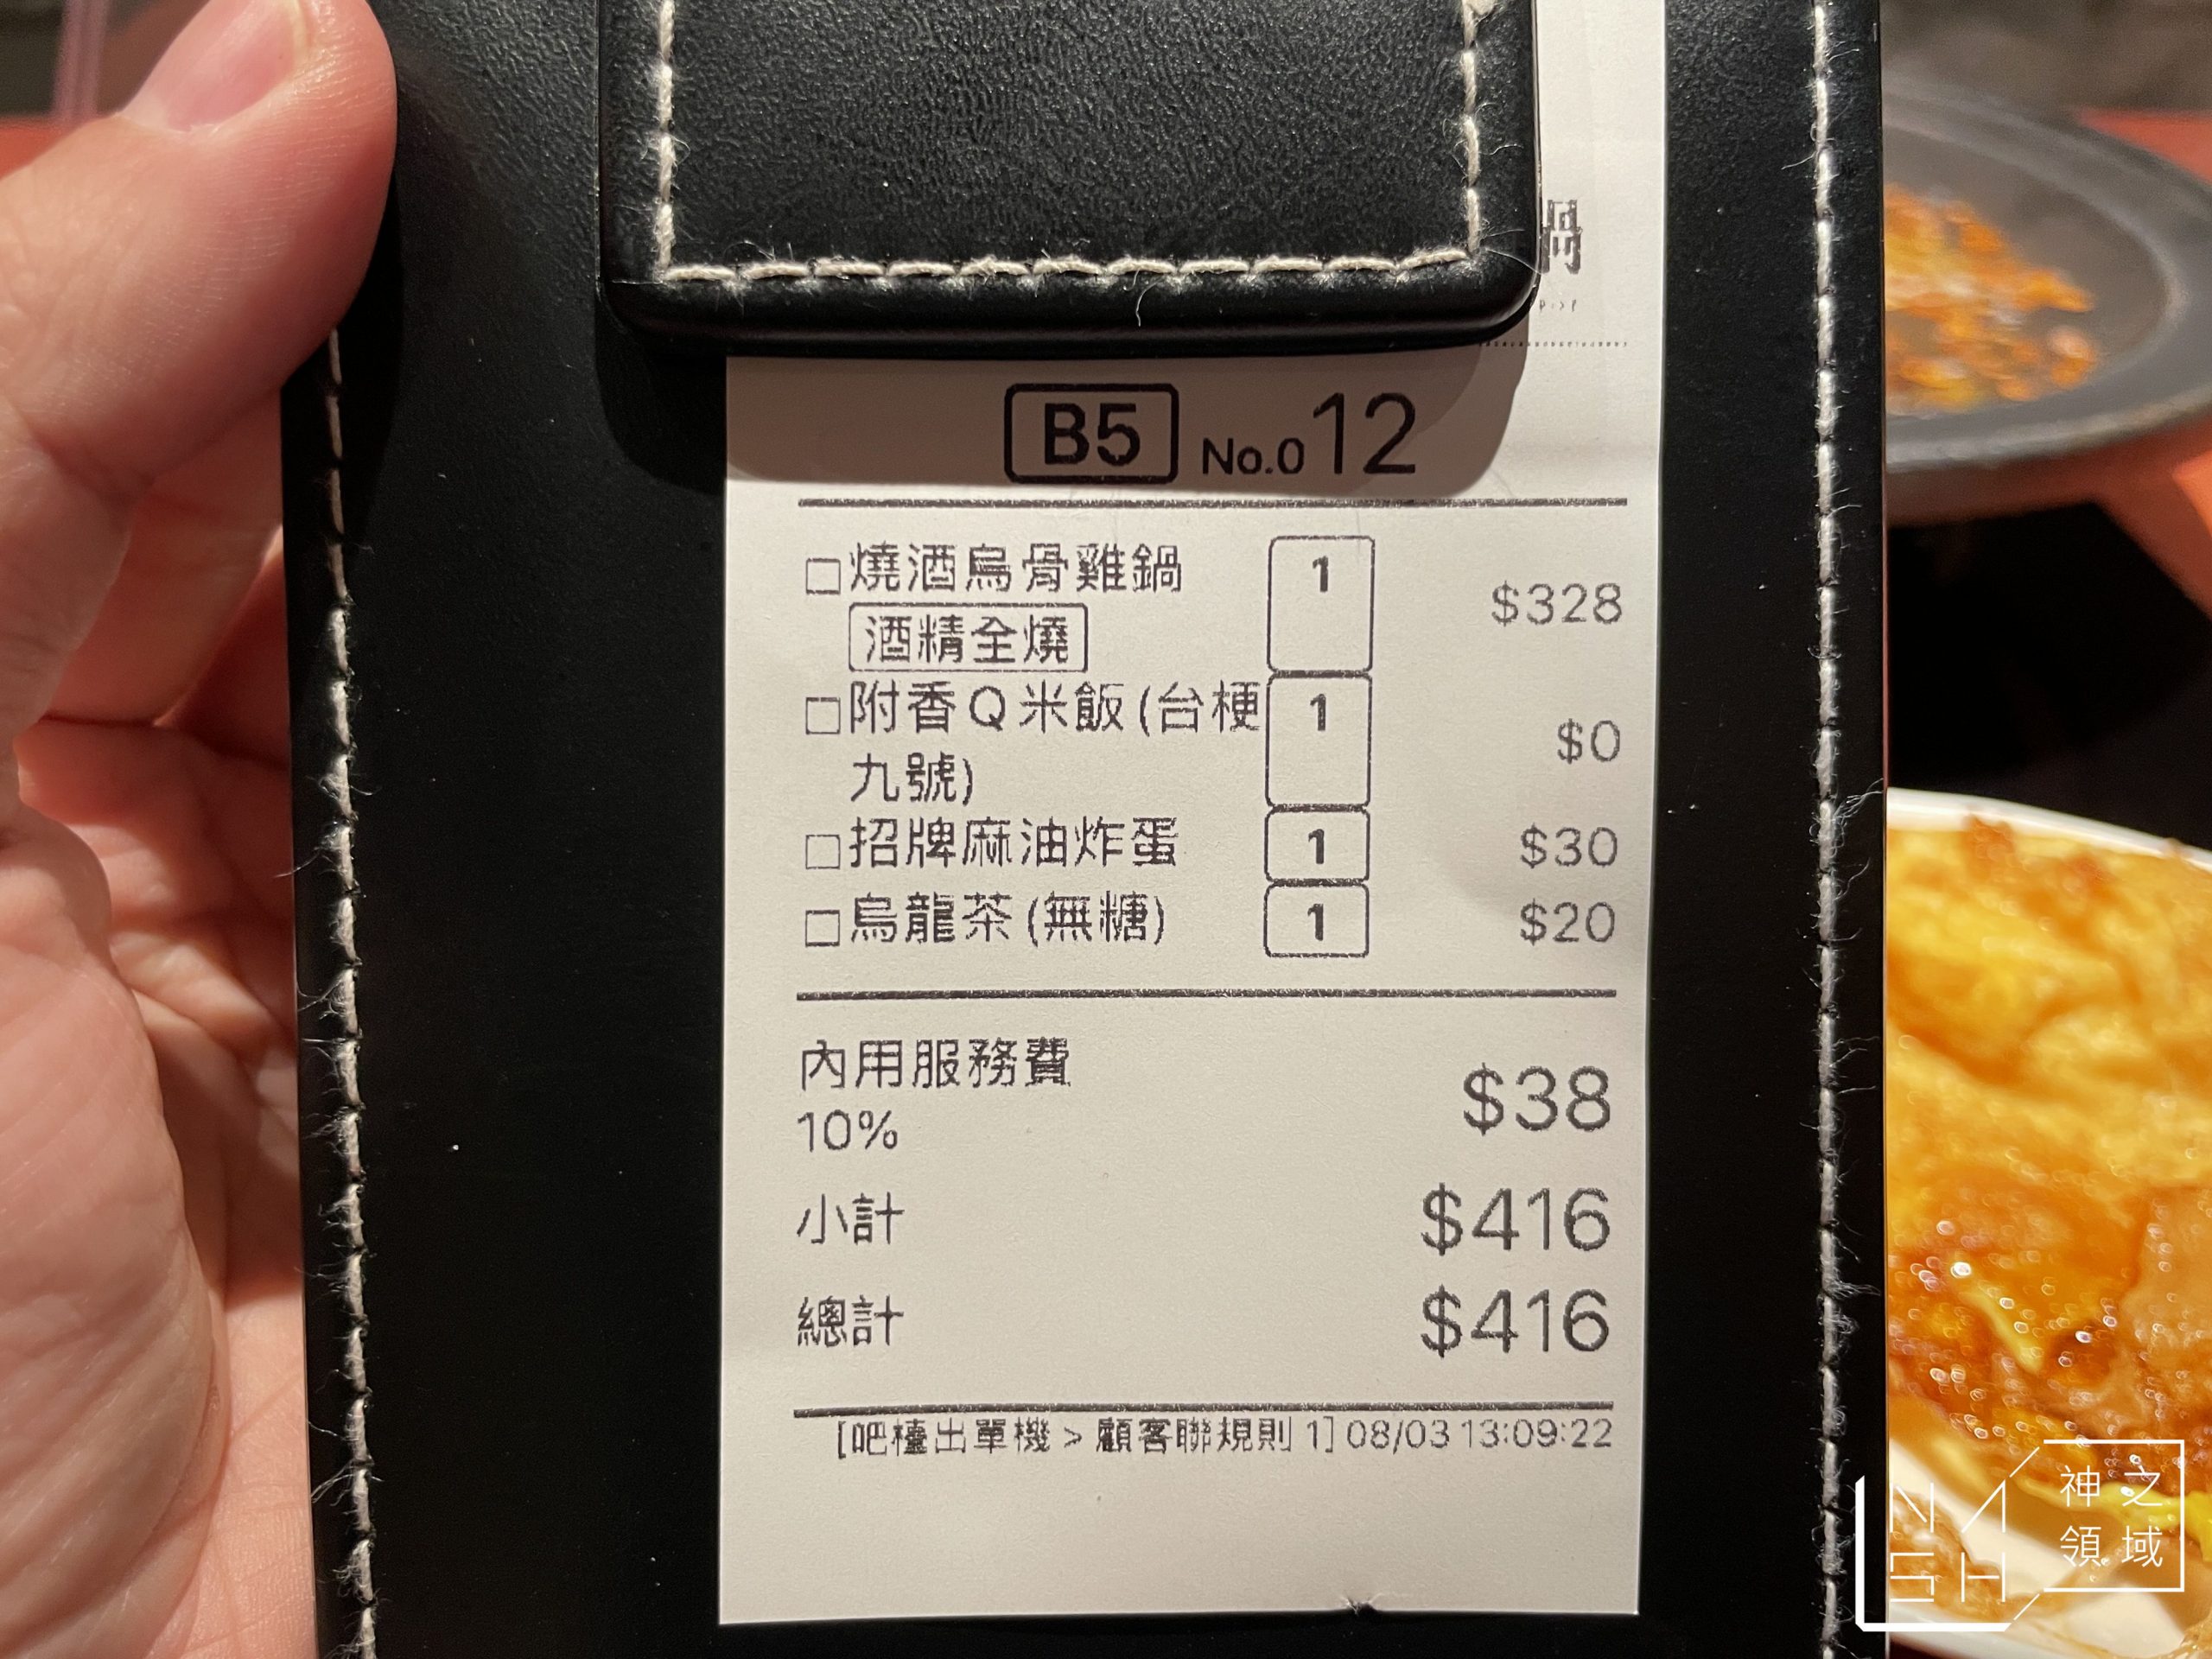 鍋
B5 No.012
□燒酒烏骨雞鍋 1 $328
酒精全燒
□附香Q米飯(台梗 1 $0
九號)
□招牌麻油炸蛋 1 $30
□烏龍茶(無糖) 1 $20
內用服務費 $38
10%
小計 $416
總計 $416
[吧檯出單機 > 顧客聯規則 1] 08/03 13:09:22
NASH
神之
領域